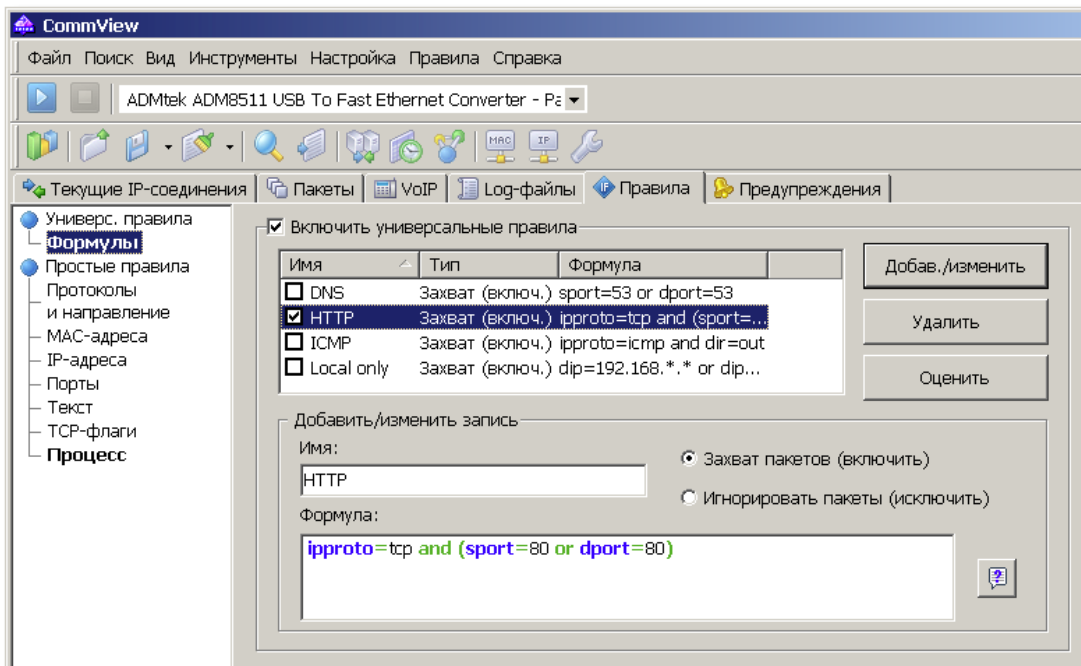 CommView
Файл Поиск Вид Инструменты Настройка Правила Справка
ADMtek ADM8511 USB To Fast Ethernet Converter - Pa
MAC IP
Текущие IP-соединения Пакеты VoIP Log-файлы IF Правила Предупреждения
Универс. правила
Формулы
Простые правила
Протоколы
и направление
MAC-адреса
IP-адреса
Порты
Текст
TCP-флаги
Процесс
Включить универсальные правила
Имя Тип Формула
DNS Захват (включ.) sport=53 or dport=53
HTTP Захват (включ.) ipproto=tcp and (sport=...
ICMP Захват (включ.) ipproto=icmp and dir=out
Local only Захват (включ.) dip=192.168.*.* or dip...
Добав./изменить
Удалить
Оценить
Добавить/изменить запись
Имя:
HTTP
Захват пакетов (включить)
Игнорировать пакеты (исключить)
Формула:
ipproto=tcp and (sport=80 or dport=80)
?